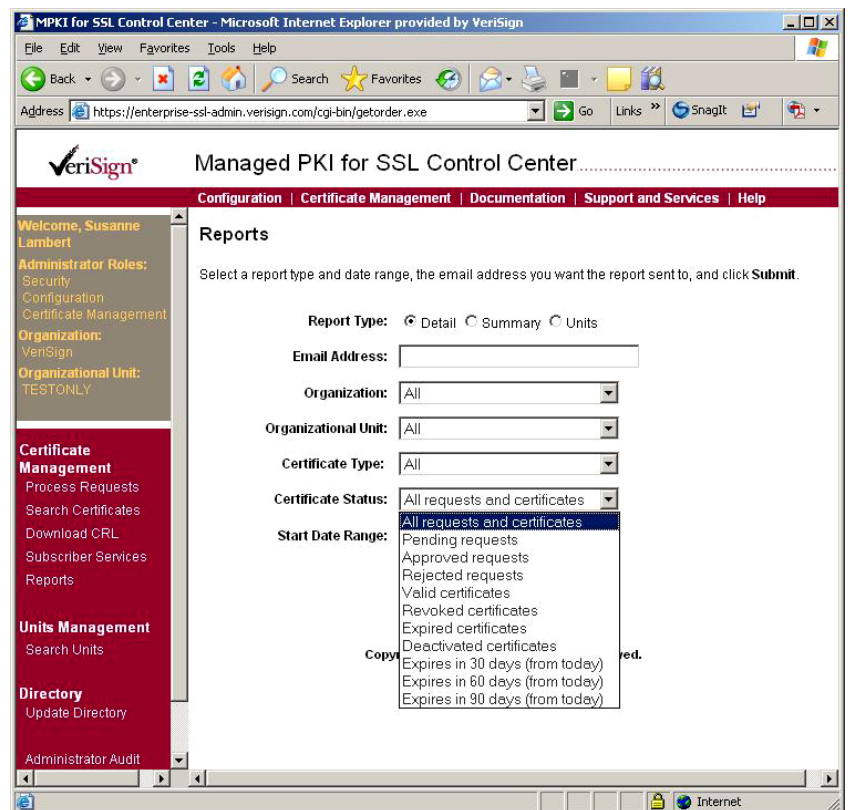 MPKI for SSL Control Center - Microsoft Internet Explorer provided by VeriSign
File Edit View Favorites Tools Help
Back Search Favorites
Address https://enterprise-ssl-admin.verisign.com/cgi-bin/getorder.exe Go Links » SnagIt
VeriSign® Managed PKI for SSL Control Center
Configuration | Certificate Management | Documentation | Support and Services | Help
Welcome, Susanne
Lambert
Administrator Roles:
Security
Configuration
Certificate Management
Organization:
VeriSign
Organizational Unit:
TESTONLY
Certificate
Management
Process Requests
Search Certificates
Download CRL
Subscriber Services
Reports
Units Management
Search Units
Directory
Update Directory
Administrator Audit
Reports
Select a report type and date range, the email address you want the report sent to, and click Submit.
Report Type: Detail Summary Units
Email Address:
Organization: All
Organizational Unit: All
Certificate Type: All
Certificate Status: All requests and certificates
All requests and certificates
Start Date Range:
Pending requests
Approved requests
Rejected requests
Valid certificates
Revoked certificates
Expired certificates
Deactivated certificates
Copy ved.
Expires in 30 days (from today)
Expires in 60 days (from today)
Expires in 90 days (from today)
Internet